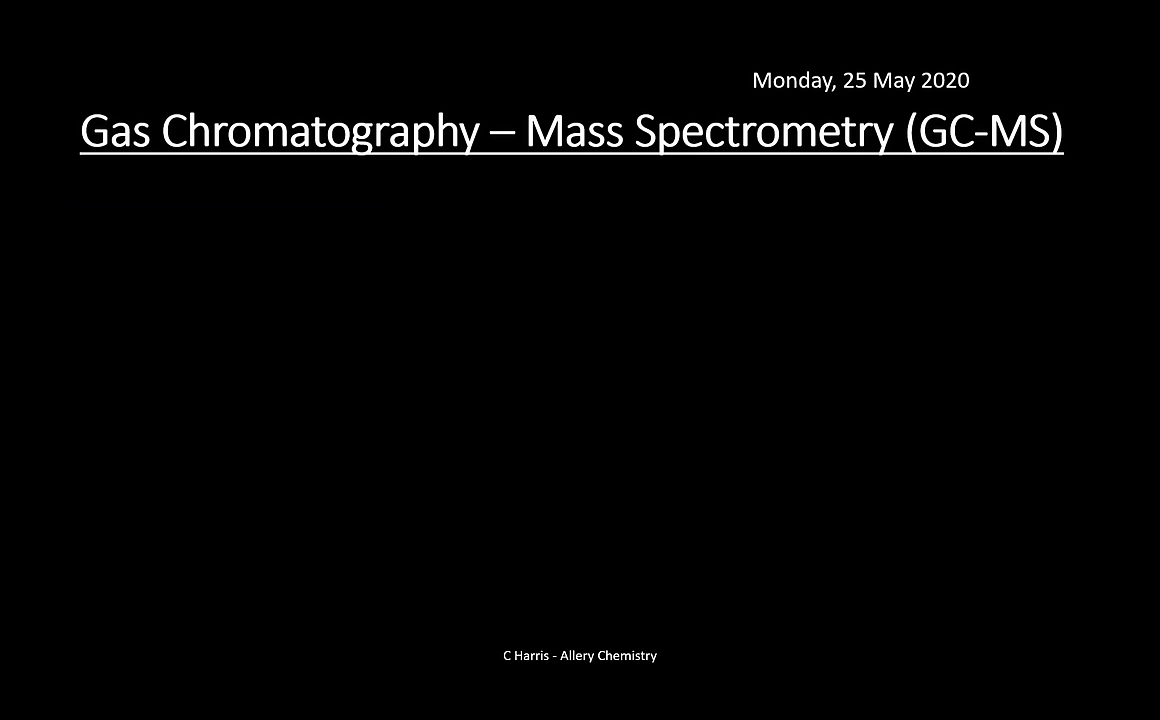 Monday, 25 May 2020
Gas Chromatography – Mass Spectrometry (GC-MS)
C Harris - Allery Chemistry